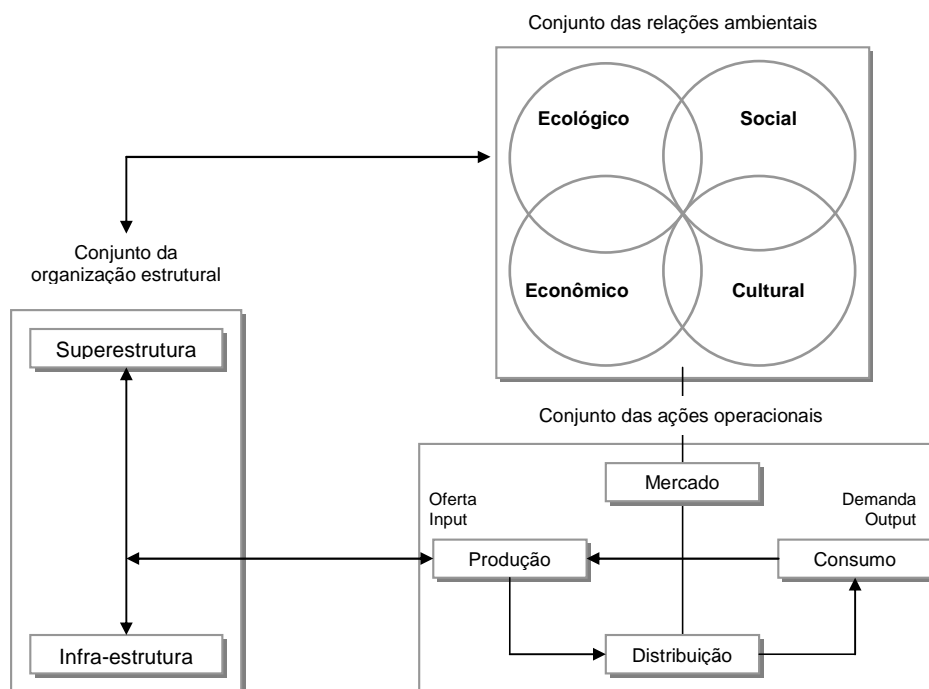 Conjunto das relações ambientais
Ecológico
Social
Econômico
Cultural
Conjunto da
organização estrutural
Superestrutura
Infra-estrutura
Conjunto das ações operacionais
Mercado
Oferta
Input
Demanda
Output
Produção
Consumo
Distribuição